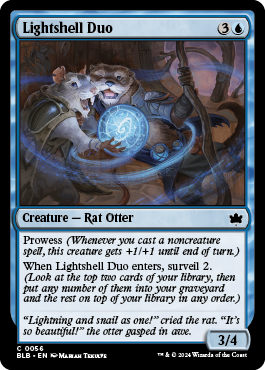 Lightshell Duo 3
Creature — Rat Otter
Prowess (Whenever you cast a noncreature
spell, this creature gets +1/+1 until end of turn.)
When Lightshell Duo enters, surveil 2.
(Look at the top two cards of your library, then
put any number of them into your graveyard
and the rest on top of your library in any order.)
“Lightning and snail as one!” cried the rat. “It’s
so beautiful!” the otter gasped in awe.
3/4
C 0056
BLB • EN Marian Tekulve
™ & © 2024 Wizards of the Coast